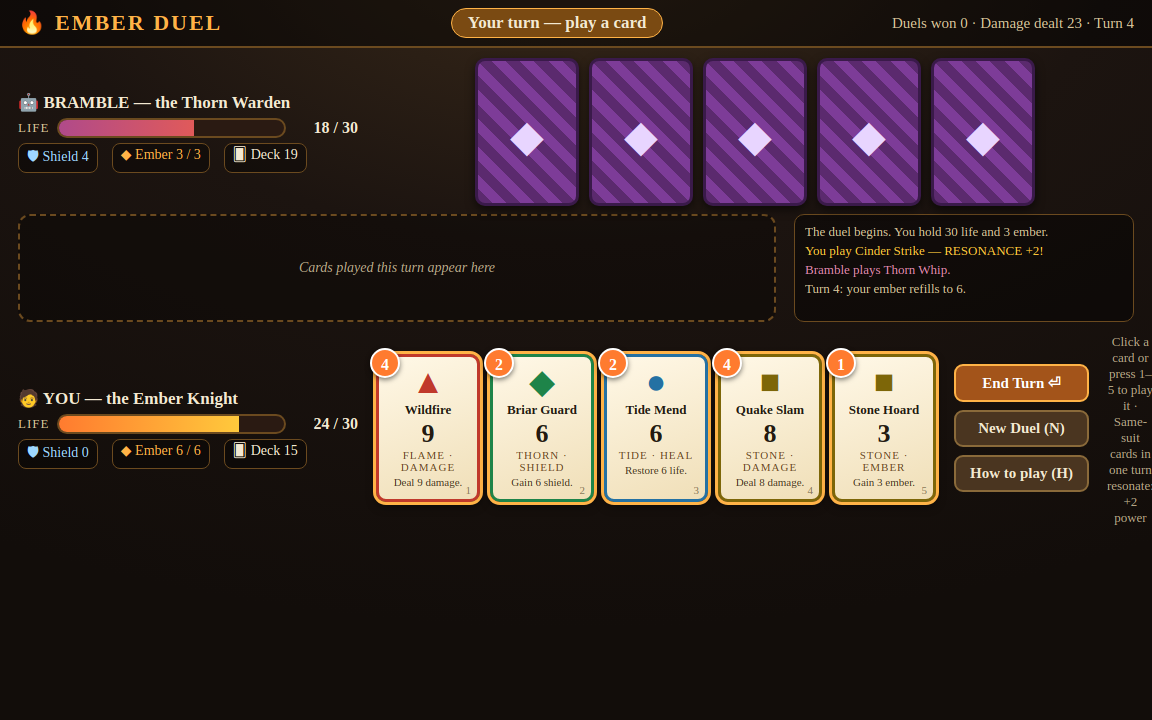 EMBER DUEL
Your turn — play a card
Duels won 0 · Damage dealt 23 · Turn 4
BRAMBLE — the Thorn Warden
LIFE
18 / 30
Shield 4
Ember 3 / 3
Deck 19
Cards played this turn appear here
The duel begins. You hold 30 life and 3 ember.
You play Cinder Strike — RESONANCE +2!
Bramble plays Thorn Whip.
Turn 4: your ember refills to 6.
YOU — the Ember Knight
LIFE
24 / 30
Shield 0
Ember 6 / 6
Deck 15
4
Wildfire
9
FLAME ·
DAMAGE
Deal 9 damage.
1
2
Briar Guard
6
THORN ·
SHIELD
Gain 6 shield.
2
2
Tide Mend
6
TIDE · HEAL
Restore 6 life.
3
4
Quake Slam
8
STONE ·
DAMAGE
Deal 8 damage.
4
1
Stone Hoard
3
STONE ·
EMBER
Gain 3 ember.
5
End Turn ⏎
New Duel (N)
How to play (H)
Click a
card or
press 1–
5 to play
it ·
Same-
suit
cards in
one turn
resonate:
+2
power